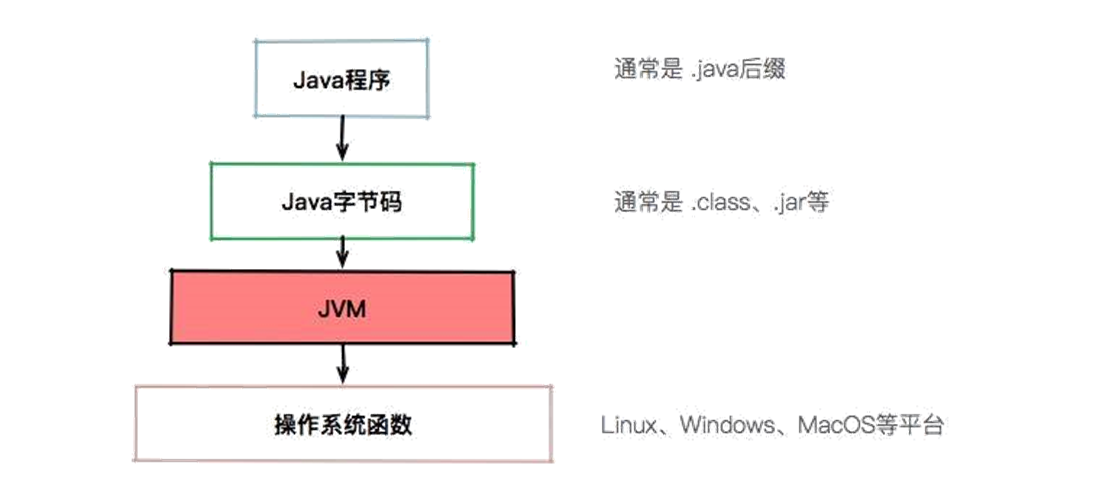 Java程序
通常是 .java后缀
Java字节码
通常是 .class、.jar等
JVM
操作系统函数
Linux、Windows、MacOS等平台